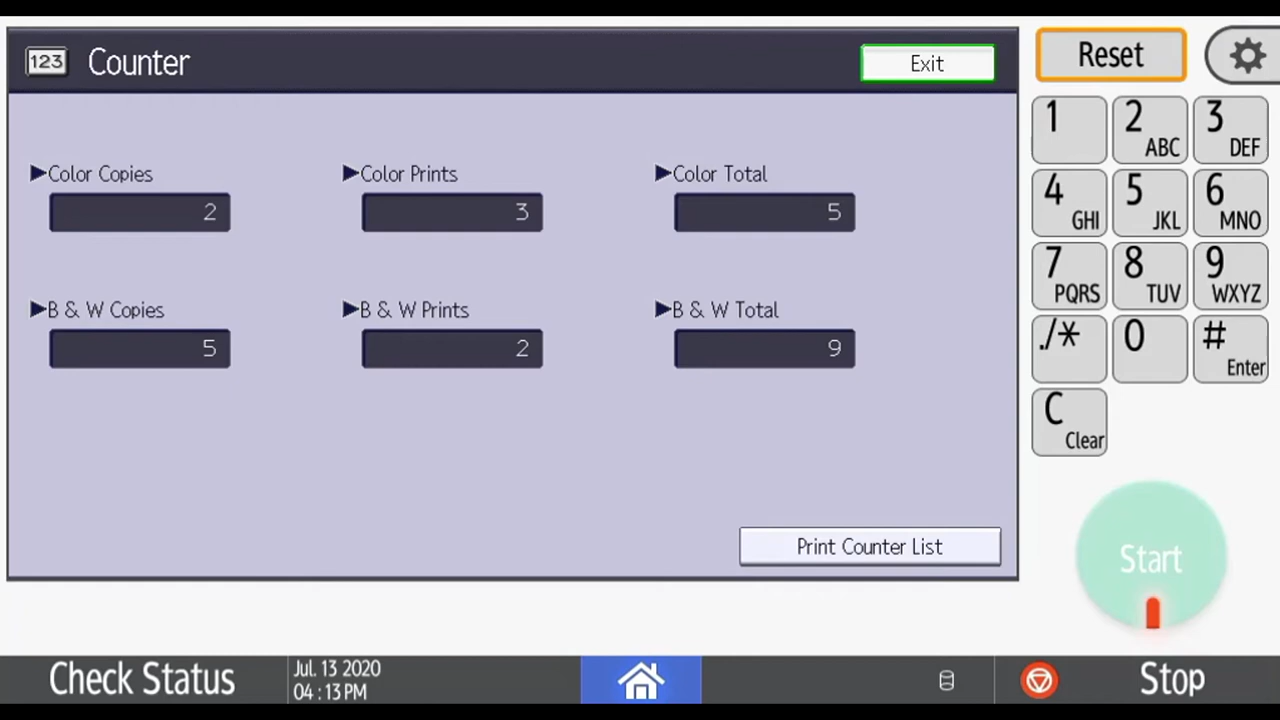 123 Counter Exit
Reset
▶Color Copies ▶Color Prints ▶Color Total
2 3 5
▶B & W Copies ▶B & W Prints ▶B & W Total
5 2 9
Print Counter List
1 2 ABC 3 DEF
4 GHI 5 JKL 6 MNO
7 PQRS 8 TUV 9 WXYZ
./* 0 # Enter
C Clear
Start
Check Status
Jul. 13 2020
04 : 13 PM
Stop